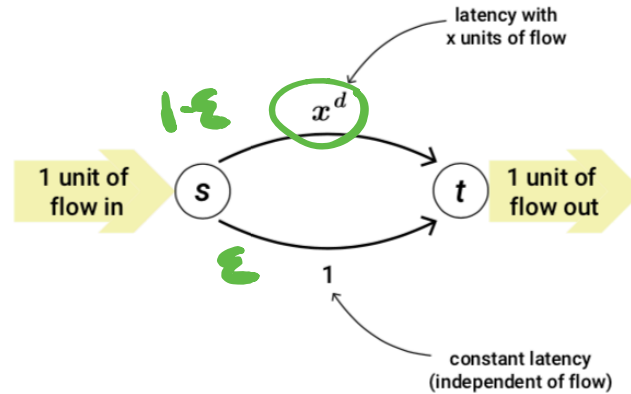 latency with
x units of flow
1-ε
x^d
1 unit of
flow in
s
t
1 unit of
flow out
ε
1
constant latency
(independent of flow)